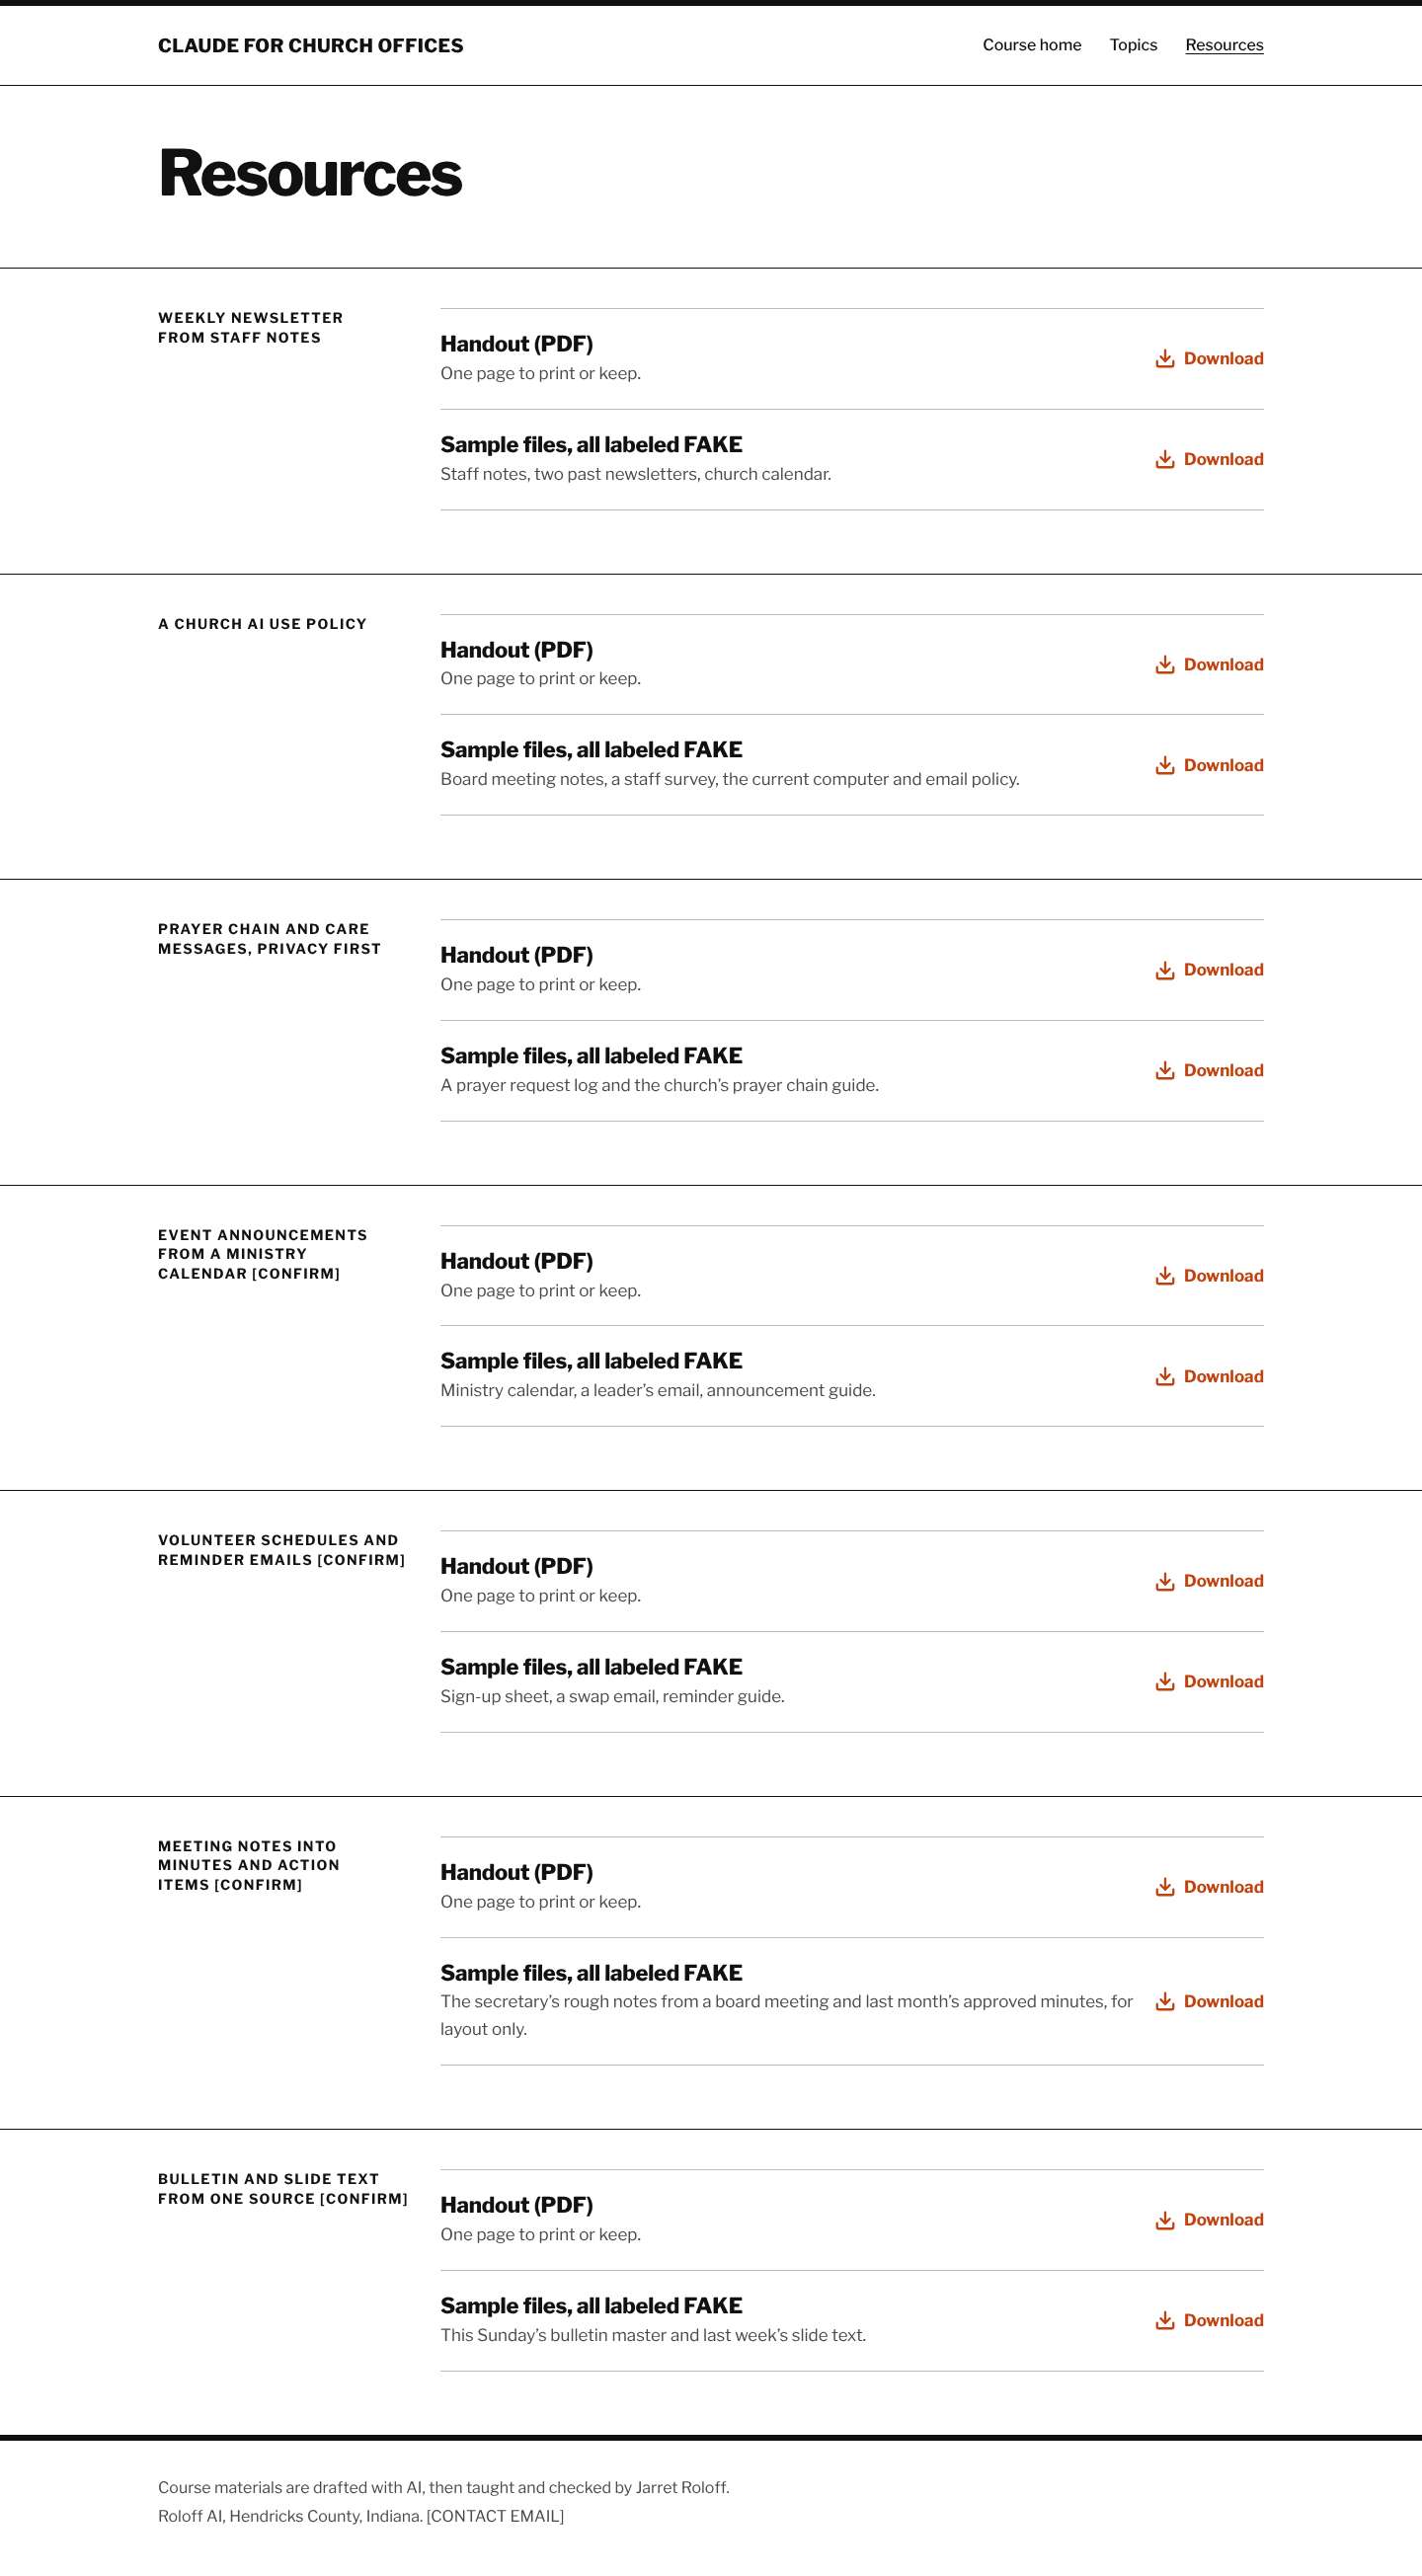 CLAUDE FOR CHURCH OFFICES
Course home Topics Resources
Resources
WEEKLY NEWSLETTER
FROM STAFF NOTES
Handout (PDF)
One page to print or keep.
Download
Sample files, all labeled FAKE
Staff notes, two past newsletters, church calendar.
Download
A CHURCH AI USE POLICY
Handout (PDF)
One page to print or keep.
Download
Sample files, all labeled FAKE
Board meeting notes, a staff survey, the current computer and email policy.
Download
PRAYER CHAIN AND CARE
MESSAGES, PRIVACY FIRST
Handout (PDF)
One page to print or keep.
Download
Sample files, all labeled FAKE
A prayer request log and the church’s prayer chain guide.
Download
EVENT ANNOUNCEMENTS
FROM A MINISTRY
CALENDAR [CONFIRM]
Handout (PDF)
One page to print or keep.
Download
Sample files, all labeled FAKE
Ministry calendar, a leader’s email, announcement guide.
Download
VOLUNTEER SCHEDULES AND
REMINDER EMAILS [CONFIRM]
Handout (PDF)
One page to print or keep.
Download
Sample files, all labeled FAKE
Sign-up sheet, a swap email, reminder guide.
Download
MEETING NOTES INTO
MINUTES AND ACTION
ITEMS [CONFIRM]
Handout (PDF)
One page to print or keep.
Download
Sample files, all labeled FAKE
The secretary’s rough notes from a board meeting and last month’s approved minutes, for
layout only.
Download
BULLETIN AND SLIDE TEXT
FROM ONE SOURCE [CONFIRM]
Handout (PDF)
One page to print or keep.
Download
Sample files, all labeled FAKE
This Sunday’s bulletin master and last week’s slide text.
Download
Course materials are drafted with AI, then taught and checked by Jarret Roloff.
Roloff AI, Hendricks County, Indiana. [CONTACT EMAIL]